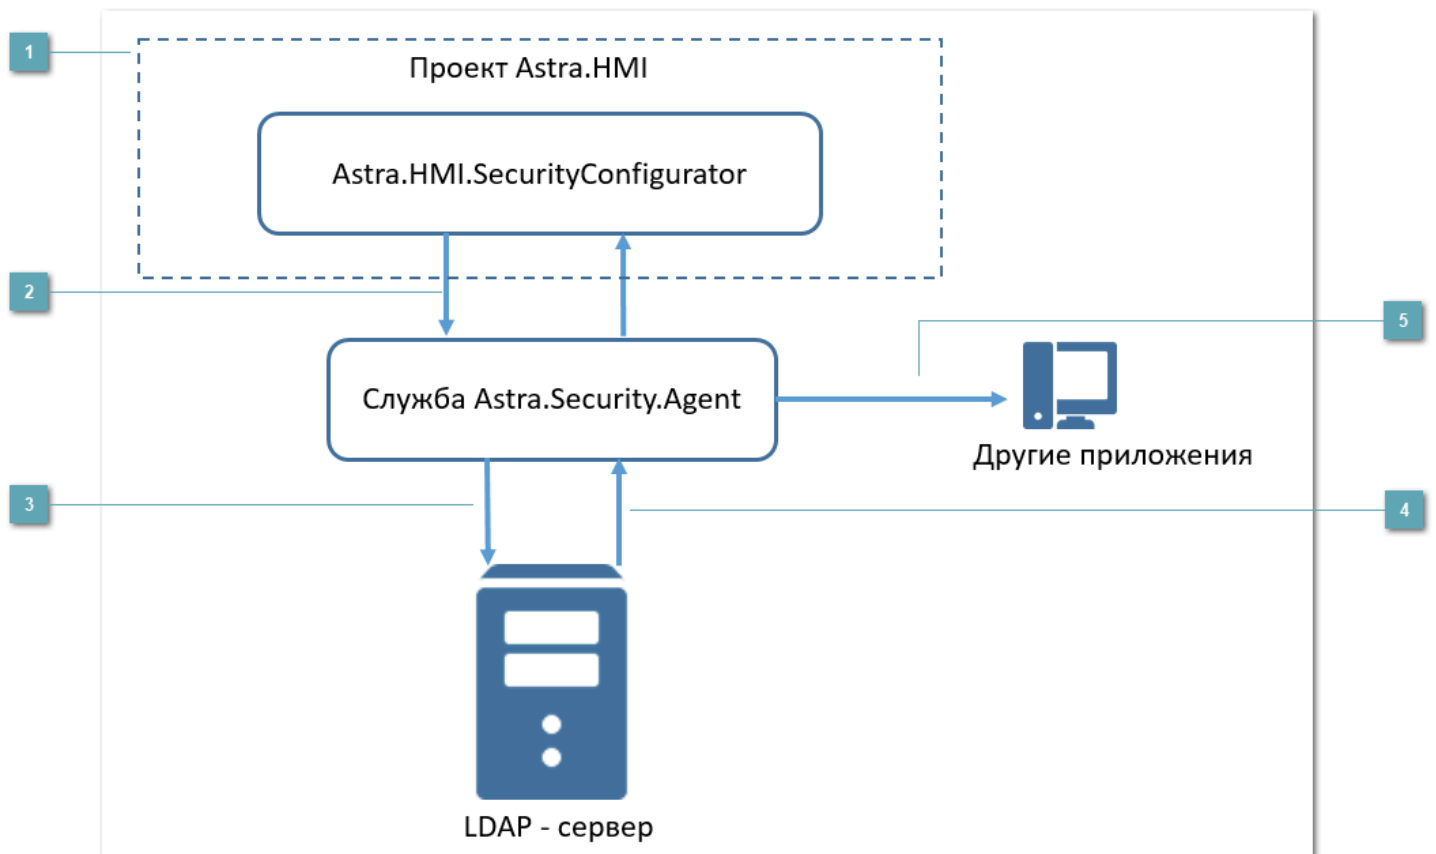 1
Проект Astra.HMI
Astra.HMI.SecurityConfigurator
2
5
Служба Astra.Security.Agent
Другие приложения
3
4
LDAP - сервер